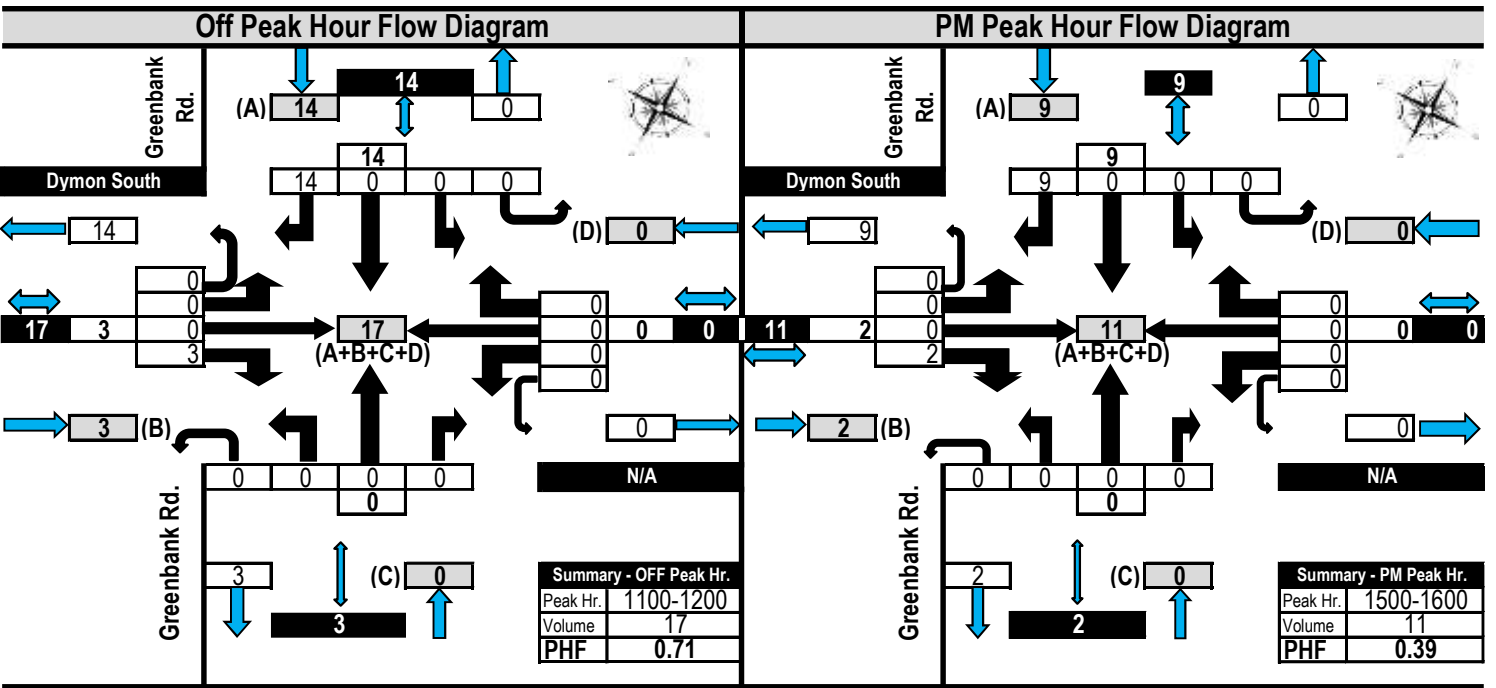 Off Peak Hour Flow Diagram
Greenbank Rd.
14
(A) 14
0
14
14 0 0 0
Dymon South
14
(D) 0
0
0
17 3 0
3
17
(A+B+C+D)
0
0 0 0
0
0
3 (B)
0
0 0 0 0
0
N/A
Greenbank Rd.
3
(C) 0
3
Summary - OFF Peak Hr.
Peak Hr. 1100-1200
Volume 17
PHF 0.71
PM Peak Hour Flow Diagram
Greenbank Rd.
9
(A) 9
0
9
9 0 0 0
Dymon South
9
(D) 0
0
0
11 2 0
2
11
(A+B+C+D)
0
0 0 0
0
0
2 (B)
0
0 0 0 0
0
N/A
Greenbank Rd.
2
(C) 0
2
Summary - PM Peak Hr.
Peak Hr. 1500-1600
Volume 11
PHF 0.39